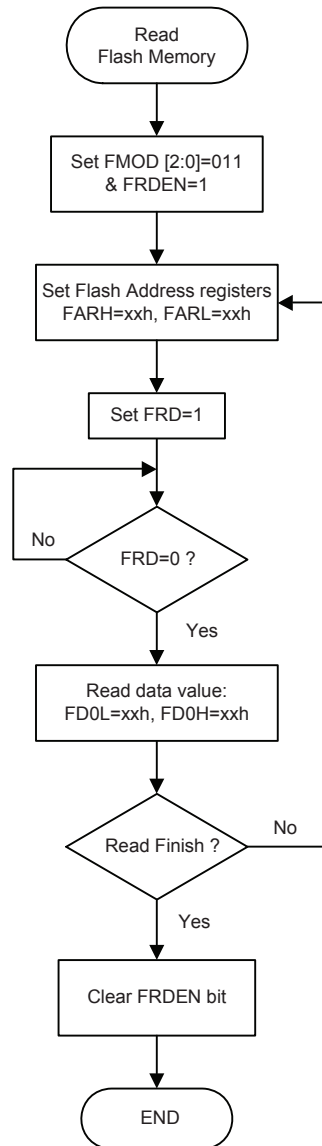 Read
Flash Memory
Set FMOD [2:0]=011
& FRDEN=1
Set Flash Address registers
FARH=xxh, FARL=xxh
Set FRD=1
No
FRD=0 ?
Yes
Read data value:
FD0L=xxh, FD0H=xxh
Read Finish ?
No
Yes
Clear FRDEN bit
END